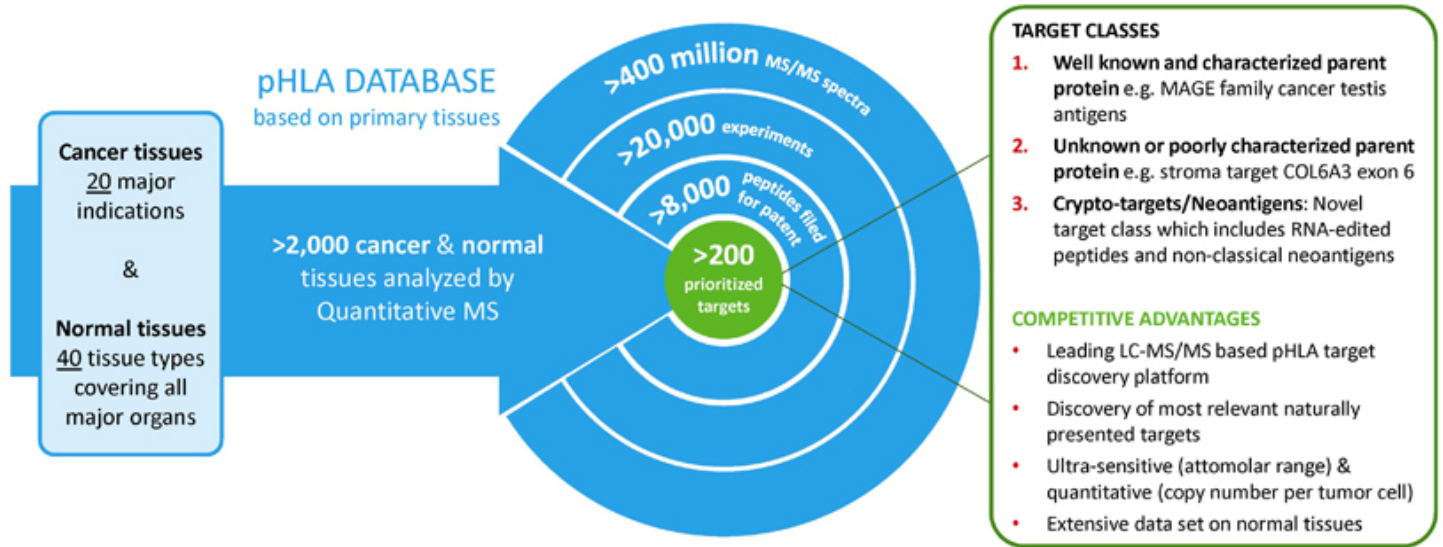 pHLA DATABASE
based on primary tissues
Cancer tissues
20 major
indications
&
Normal tissues
40 tissue types
covering all
major organs
>2,000 cancer & normal
tissues analyzed by
Quantitative MS
>400 million MS/MS spectra
>20,000 experiments
>8,000 peptides filed
for patent
>200
prioritized
targets
TARGET CLASSES
1. Well known and characterized parent
protein e.g. MAGE family cancer testis
antigens
2. Unknown or poorly characterized parent
protein e.g. stroma target COL6A3 exon 6
3. Crypto-targets/Neoantigens: Novel
target class which includes RNA-edited
peptides and non-classical neoantigens
COMPETITIVE ADVANTAGES
• Leading LC-MS/MS based pHLA target
discovery platform
• Discovery of most relevant naturally
presented targets
• Ultra-sensitive (attomolar range) &
quantitative (copy number per tumor cell)
• Extensive data set on normal tissues